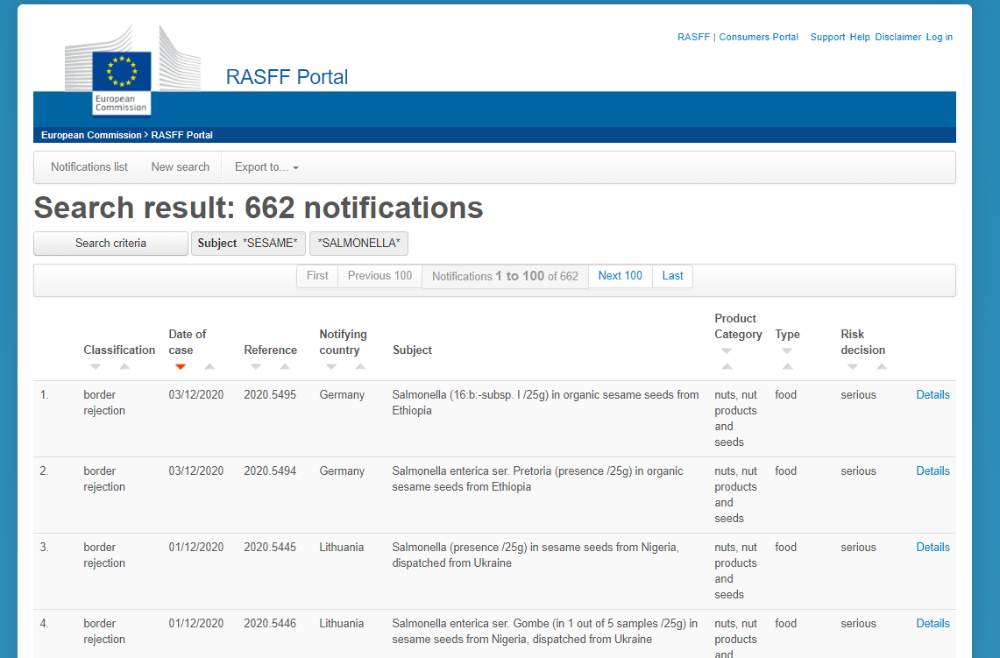 RASFF | Consumers Portal Support Help Disclaimer Log in
RASFF Portal
European
Commission
European Commission > RASFF Portal
Notifications list New search Export to...
Search result: 662 notifications
Search criteria Subject *SESAME* *SALMONELLA*
First Previous 100 Notifications 1 to 100 of 662 Next 100 Last
Classification Date of case Reference Notifying country Subject Product Category Type Risk decision
1. border rejection 03/12/2020 2020.5495 Germany Salmonella (16:b:-subsp. I /25g) in organic sesame seeds from Ethiopia nuts, nut products and seeds food serious Details
2. border rejection 03/12/2020 2020.5494 Germany Salmonella enterica ser. Pretoria (presence /25g) in organic sesame seeds from Ethiopia nuts, nut products and seeds food serious Details
3. border rejection 01/12/2020 2020.5445 Lithuania Salmonella (presence /25g) in sesame seeds from Nigeria, dispatched from Ukraine nuts, nut products and seeds food serious Details
4. border rejection 01/12/2020 2020.5446 Lithuania Salmonella enterica ser. Gombe (in 1 out of 5 samples /25g) in sesame seeds from Nigeria, dispatched from Ukraine nuts, nut products and food serious Details